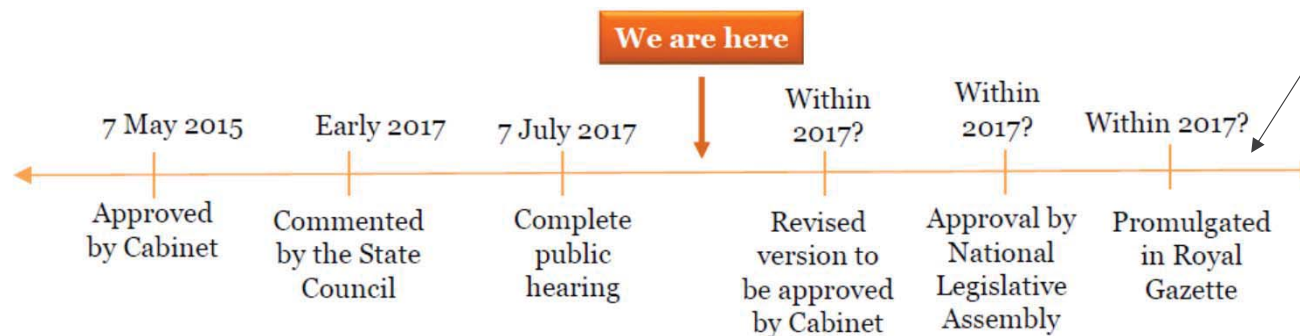 We are here
7 May 2015
Early 2017
7 July 2017
Within
2017?
Within
2017?
Within 2017?
Approved
by Cabinet
Commented
by the State
Council
Complete
public
hearing
Revised
version to
be approved
by Cabinet
Approval by
National
Legislative
Assembly
Promulgated
in Royal
Gazette